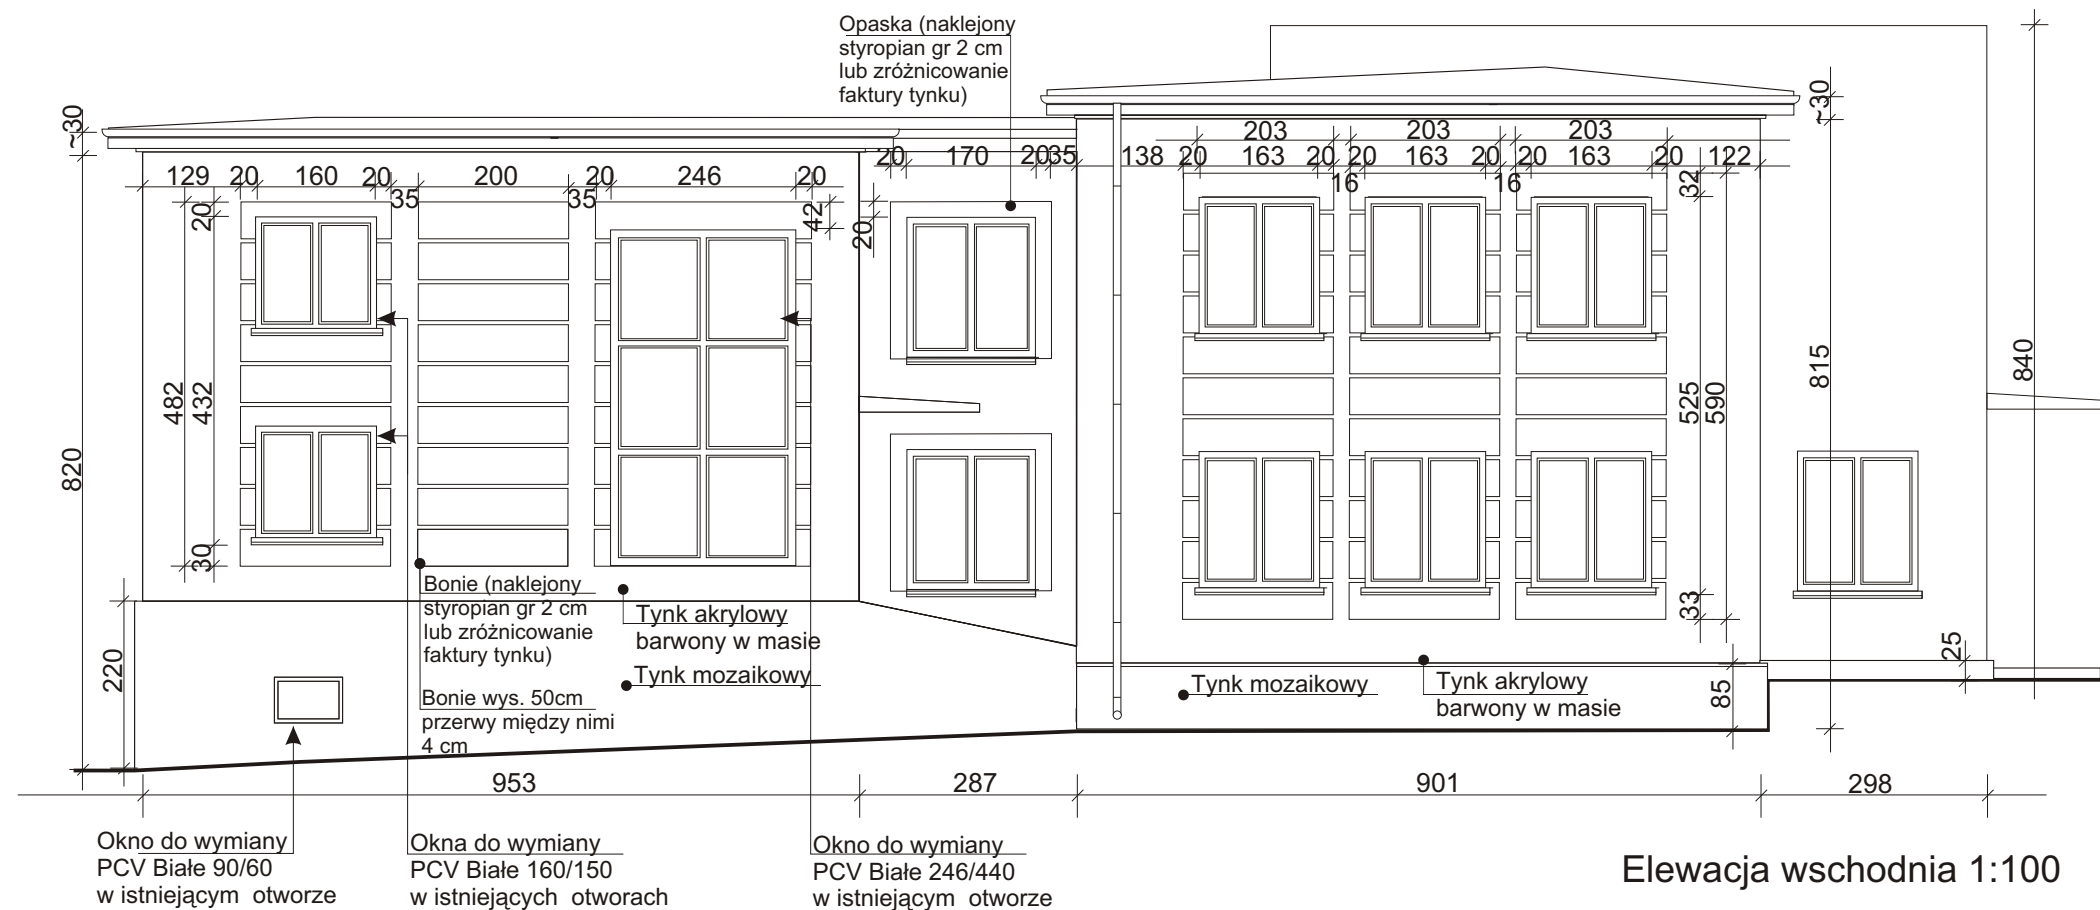 Opaska (naklejony
styropian gr 2 cm
lub zróżnicowanie
faktury tynku)
~30
~30
203 203 203
20 170 20 35 138 20 163 20 20 163 20 20 163 20 122
129 20 160 20 200 20 246 20
35 35 16 16
20 42 20 32
482 432 525 590 815 840
820
30 33
Bonie (naklejony
styropian gr 2 cm
lub zróżnicowanie
faktury tynku)
Tynk akrylowy
barwony w masie
Tynk mozaikowy
Bonie wys. 50cm
przerwy między nimi
4 cm
220
Tynk mozaikowy
Tynk akrylowy
barwony w masie
25
85
953 287 901 298
Okno do wymiany
PCV Białe 90/60
w istniejącym otworze
Okna do wymiany
PCV Białe 160/150
w istniejących otworach
Okno do wymiany
PCV Białe 246/440
w istniejącym otworze
Elewacja wschodnia 1:100